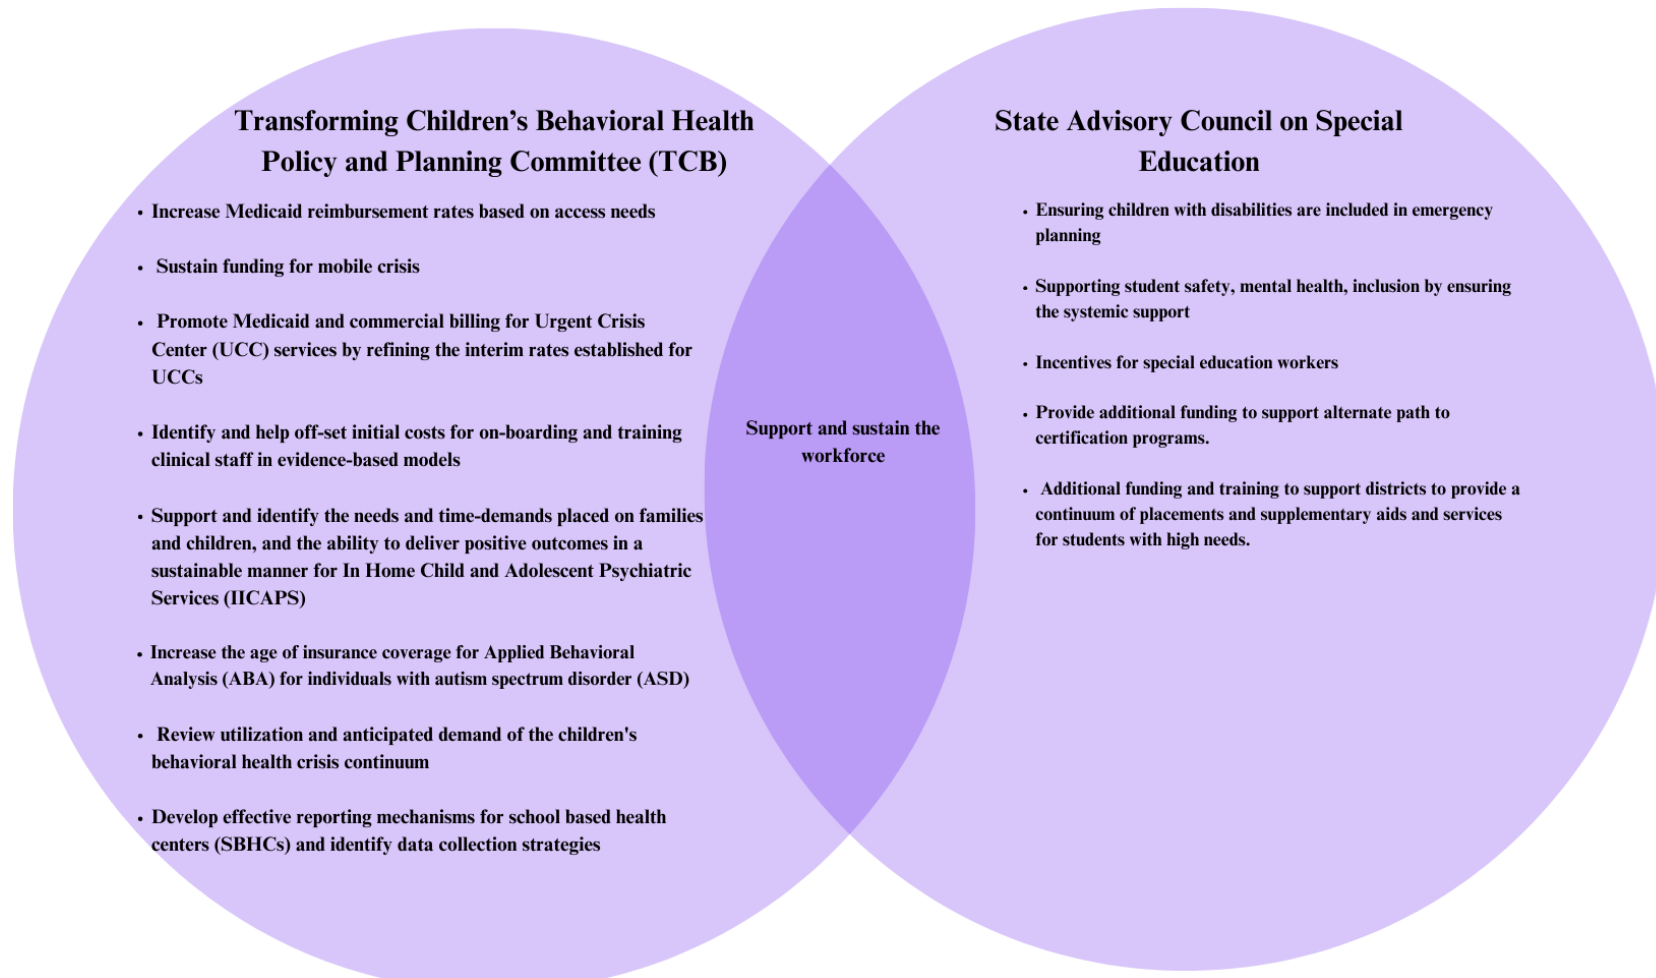 Transforming Children’s Behavioral Health
Policy and Planning Committee (TCB)
• Increase Medicaid reimbursement rates based on access needs
• Sustain funding for mobile crisis
• Promote Medicaid and commercial billing for Urgent Crisis
Center (UCC) services by refining the interim rates established for
UCCs
• Identify and help off-set initial costs for on-boarding and training
clinical staff in evidence-based models
• Support and identify the needs and time-demands placed on families
and children, and the ability to deliver positive outcomes in a
sustainable manner for In Home Child and Adolescent Psychiatric
Services (IICAPS)
• Increase the age of insurance coverage for Applied Behavioral
Analysis (ABA) for individuals with autism spectrum disorder (ASD)
• Review utilization and anticipated demand of the children's
behavioral health crisis continuum
• Develop effective reporting mechanisms for school based health
centers (SBHCs) and identify data collection strategies
Support and sustain the
workforce
State Advisory Council on Special
Education
• Ensuring children with disabilities are included in emergency
planning
• Supporting student safety, mental health, inclusion by ensuring
the systemic support
• Incentives for special education workers
• Provide additional funding to support alternate path to
certification programs.
• Additional funding and training to support districts to provide a
continuum of placements and supplementary aids and services
for students with high needs.